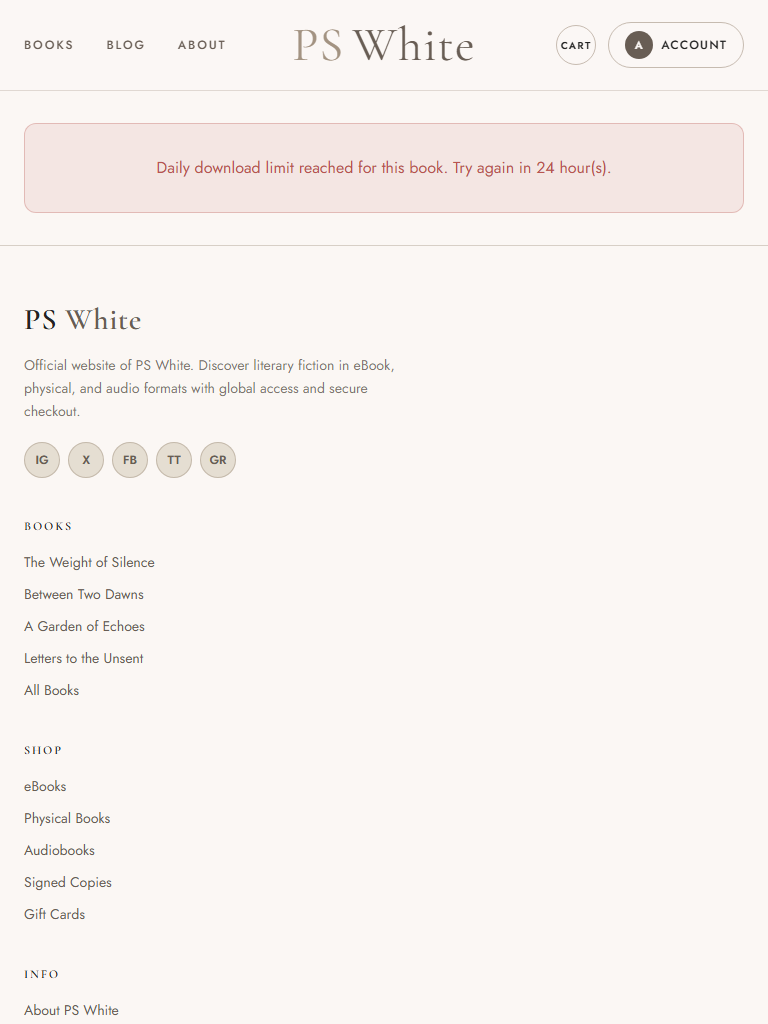 BOOKS BLOG ABOUT PS White CART A ACCOUNT
Daily download limit reached for this book. Try again in 24 hour(s).
PS White
Official website of PS White. Discover literary fiction in eBook,
physical, and audio formats with global access and secure
checkout.
IG X FB TT GR
BOOKS
The Weight of Silence
Between Two Dawns
A Garden of Echoes
Letters to the Unsent
All Books
SHOP
eBooks
Physical Books
Audiobooks
Signed Copies
Gift Cards
INFO
About PS White